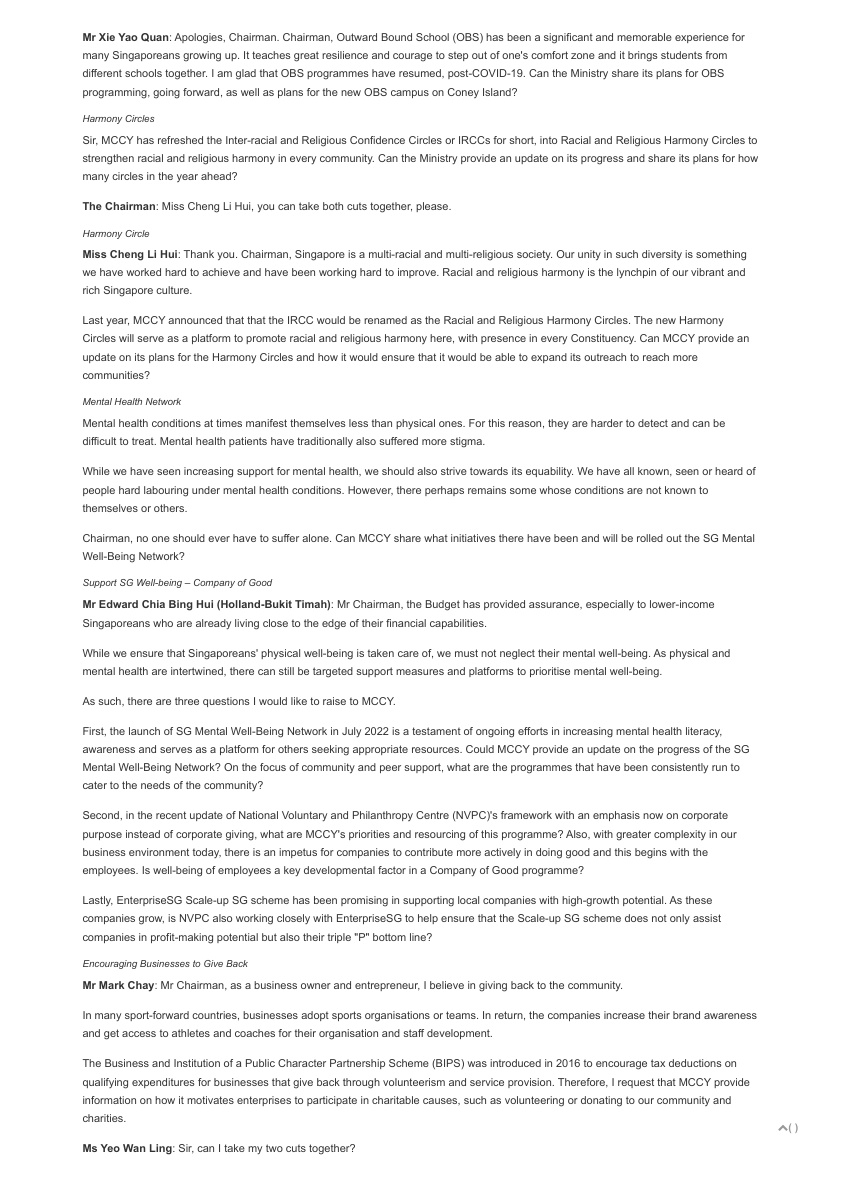 Mr Xie Yao Quan: Apologies, Chairman. Chairman, Outward Bound School (OBS) has been a significant and memorable experience for
many Singaporeans growing up. It teaches great resilience and courage to step out of one's comfort zone and it brings students from
different schools together. I am glad that OBS programmes have resumed, post-COVID-19. Can the Ministry share its plans for OBS
programming, going forward, as well as plans for the new OBS campus on Coney Island?
Harmony Circles
Sir, MCCY has refreshed the Inter-racial and Religious Confidence Circles or IRCCs for short, into Racial and Religious Harmony Circles to
strengthen racial and religious harmony in every community. Can the Ministry provide an update on its progress and share its plans for how
many circles in the year ahead?
The Chairman: Miss Cheng Li Hui, you can take both cuts together, please.
Harmony Circle
Miss Cheng Li Hui: Thank you. Chairman, Singapore is a multi-racial and multi-religious society. Our unity in such diversity is something
we have worked hard to achieve and have been working hard to improve. Racial and religious harmony is the lynchpin of our vibrant and
rich Singapore culture.
Last year, MCCY announced that that the IRCC would be renamed as the Racial and Religious Harmony Circles. The new Harmony
Circles will serve as a platform to promote racial and religious harmony here, with presence in every Constituency. Can MCCY provide an
update on its plans for the Harmony Circles and how it would ensure that it would be able to expand its outreach to reach more
communities?
Mental Health Network
Mental health conditions at times manifest themselves less than physical ones. For this reason, they are harder to detect and can be
difficult to treat. Mental health patients have traditionally also suffered more stigma.
While we have seen increasing support for mental health, we should also strive towards its equability. We have all known, seen or heard of
people hard labouring under mental health conditions. However, there perhaps remains some whose conditions are not known to
themselves or others.
Chairman, no one should ever have to suffer alone. Can MCCY share what initiatives there have been and will be rolled out the SG Mental
Well-Being Network?
Support SG Well-being – Company of Good
Mr Edward Chia Bing Hui (Holland-Bukit Timah): Mr Chairman, the Budget has provided assurance, especially to lower-income
Singaporeans who are already living close to the edge of their financial capabilities.
While we ensure that Singaporeans' physical well-being is taken care of, we must not neglect their mental well-being. As physical and
mental health are intertwined, there can still be targeted support measures and platforms to prioritise mental well-being.
As such, there are three questions I would like to raise to MCCY.
First, the launch of SG Mental Well-Being Network in July 2022 is a testament of ongoing efforts in increasing mental health literacy,
awareness and serves as a platform for others seeking appropriate resources. Could MCCY provide an update on the progress of the SG
Mental Well-Being Network? On the focus of community and peer support, what are the programmes that have been consistently run to
cater to the needs of the community?
Second, in the recent update of National Voluntary and Philanthropy Centre (NVPC)'s framework with an emphasis now on corporate
purpose instead of corporate giving, what are MCCY's priorities and resourcing of this programme? Also, with greater complexity in our
business environment today, there is an impetus for companies to contribute more actively in doing good and this begins with the
employees. Is well-being of employees a key developmental factor in a Company of Good programme?
Lastly, EnterpriseSG Scale-up SG scheme has been promising in supporting local companies with high-growth potential. As these
companies grow, is NVPC also working closely with EnterpriseSG to help ensure that the Scale-up SG scheme does not only assist
companies in profit-making potential but also their triple "P" bottom line?
Encouraging Businesses to Give Back
Mr Mark Chay: Mr Chairman, as a business owner and entrepreneur, I believe in giving back to the community.
In many sport-forward countries, businesses adopt sports organisations or teams. In return, the companies increase their brand awareness
and get access to athletes and coaches for their organisation and staff development.
The Business and Institution of a Public Character Partnership Scheme (BIPS) was introduced in 2016 to encourage tax deductions on
qualifying expenditures for businesses that give back through volunteerism and service provision. Therefore, I request that MCCY provide
information on how it motivates enterprises to participate in charitable causes, such as volunteering or donating to our community and
charities.
( )
Ms Yeo Wan Ling: Sir, can I take my two cuts together?